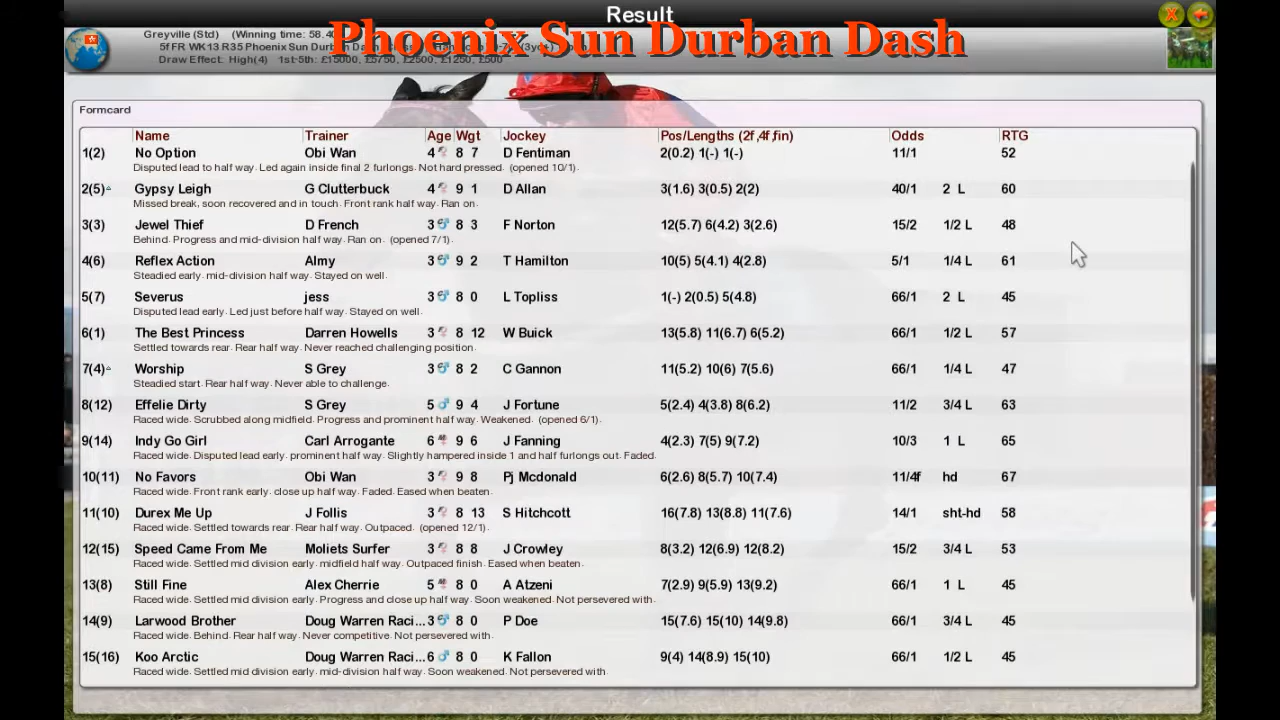 Result
Phoenix Sun Durban Dash
Greyville (Std) (Winning time: 58.40
5fFR WK13 R35 Phoenix Sun Durban Dash
Draw Effect: High(4) 1st-5th: £15000, £5750, £2500, £1250, £500
Formcard
Name Trainer Age Wgt Jockey Pos/Lengths (2f,4f,fin) Odds RTG
1(2) No Option Obi Wan 4 8 7 D Fentiman 2(0.2) 1(-) 1(-) 11/1 52
Disputed lead to half way. Led again inside final 2 furlongs. Not hard pressed. (opened 10/1).
2(5) Gypsy Leigh G Clutterbuck 4 9 1 D Allan 3(1.6) 3(0.5) 2(2) 40/1 2 L 60
Missed break, soon recovered and in touch. Front rank half way. Ran on.
3(3) Jewel Thief D French 3 8 3 F Norton 12(5.7) 6(4.2) 3(2.6) 15/2 1/2 L 48
Behind. Progress and mid-division half way. Ran on. (opened 7/1).
4(6) Reflex Action Almy 3 9 2 T Hamilton 10(5) 5(4.1) 4(2.8) 5/1 1/4 L 61
Steadied early. mid-division half way. Stayed on well.
5(7) Severus jess 3 8 0 L Topliss 1(-) 2(0.5) 5(4.8) 66/1 2 L 45
Disputed lead early. Led just before half way. Stayed on well.
6(1) The Best Princess Darren Howells 3 8 12 W Buick 13(5.8) 11(6.7) 6(5.2) 66/1 1/2 L 57
Settled towards rear. Rear half way. Never reached challenging position.
7(4) Worship S Grey 3 8 2 C Gannon 11(5.2) 10(6) 7(5.6) 66/1 1/4 L 47
Steadied start. Rear half way. Never able to challenge.
8(12) Effelie Dirty S Grey 5 9 4 J Fortune 5(2.4) 4(3.8) 8(6.2) 11/2 3/4 L 63
Raced wide. Scrubbed along midfield. Progress and prominent half way. Weakened. (opened 6/1).
9(14) Indy Go Girl Carl Arrogante 6 9 6 J Fanning 4(2.3) 7(5) 9(7.2) 10/3 1 L 65
Raced wide. Disputed lead early. prominent half way. Slightly hampered inside 1 and half furlongs out. Faded.
10(11) No Favors Obi Wan 3 9 8 Pj Mcdonald 6(2.6) 8(5.7) 10(7.4) 11/4f hd 67
Raced wide. Front rank early. close up half way. Faded. Eased when beaten.
11(10) Durex Me Up J Follis 3 8 13 S Hitchcott 16(7.8) 13(8.8) 11(7.6) 14/1 sht-hd 58
Raced wide. Settled towards rear. Rear half way. Outpaced. (opened 12/1).
12(15) Speed Came From Me Moliets Surfer 3 8 8 J Crowley 8(3.2) 12(6.9) 12(8.2) 15/2 3/4 L 53
Raced wide. Settled mid division early. midfield half way. Outpaced finish. Eased when beaten.
13(8) Still Fine Alex Cherrie 5 8 0 A Atzeni 7(2.9) 9(5.9) 13(9.2) 66/1 1 L 45
Raced wide. Settled mid division early. Progress and close up half way. Soon weakened. Not persevered with.
14(9) Larwood Brother Doug Warren Raci... 3 8 0 P Doe 15(7.6) 15(10) 14(9.8) 66/1 3/4 L 45
Raced wide. Behind. Rear half way. Never competitive. Not persevered with.
15(16) Koo Arctic Doug Warren Raci... 6 8 0 K Fallon 9(4) 14(8.9) 15(10) 66/1 1/2 L 45
Raced wide. Settled mid division early. mid-division half way. Soon weakened. Not persevered with.